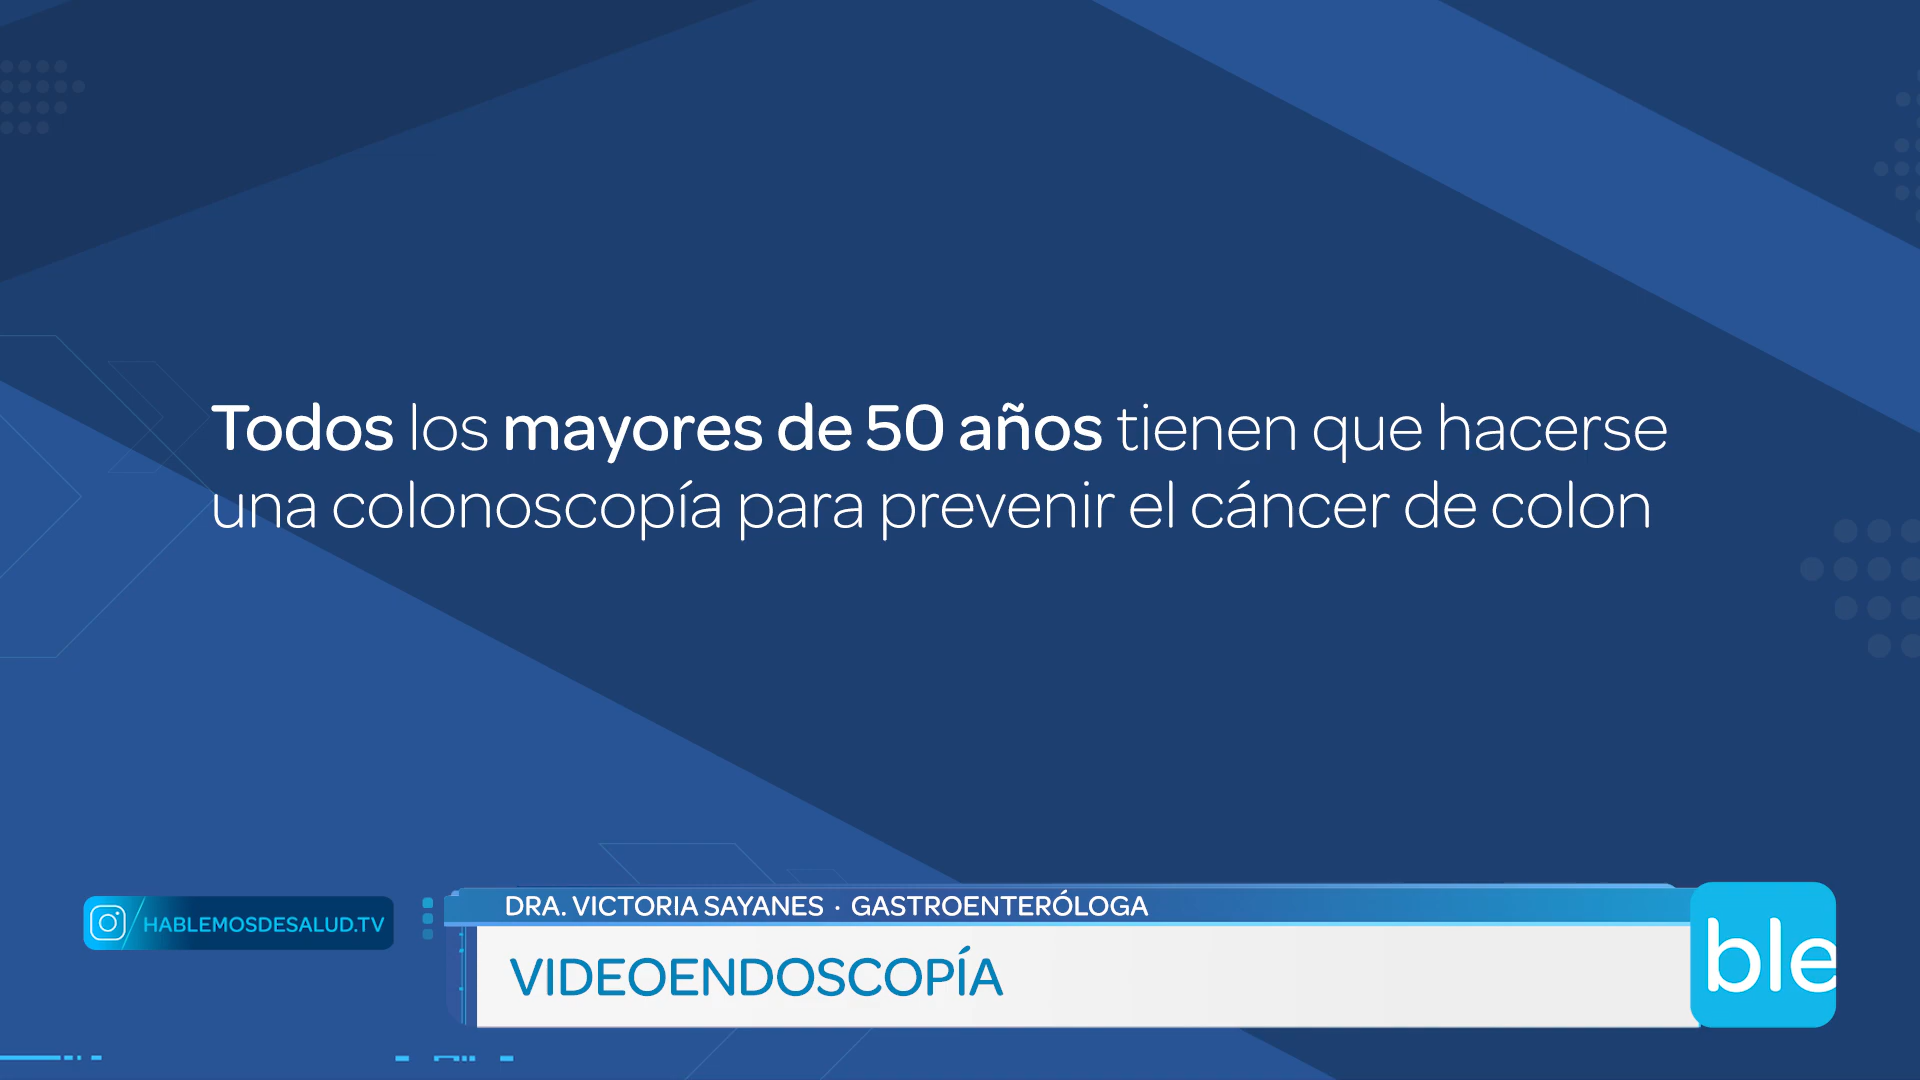 Todos los mayores de 50 años tienen que hacerse
una colonoscopía para prevenir el cáncer de colon
HABLEMOSDESALUD.TV
DRA. VICTORIA SAYANES · GASTROENTERÓLOGA
VIDEOENDOSCOPÍA
ble